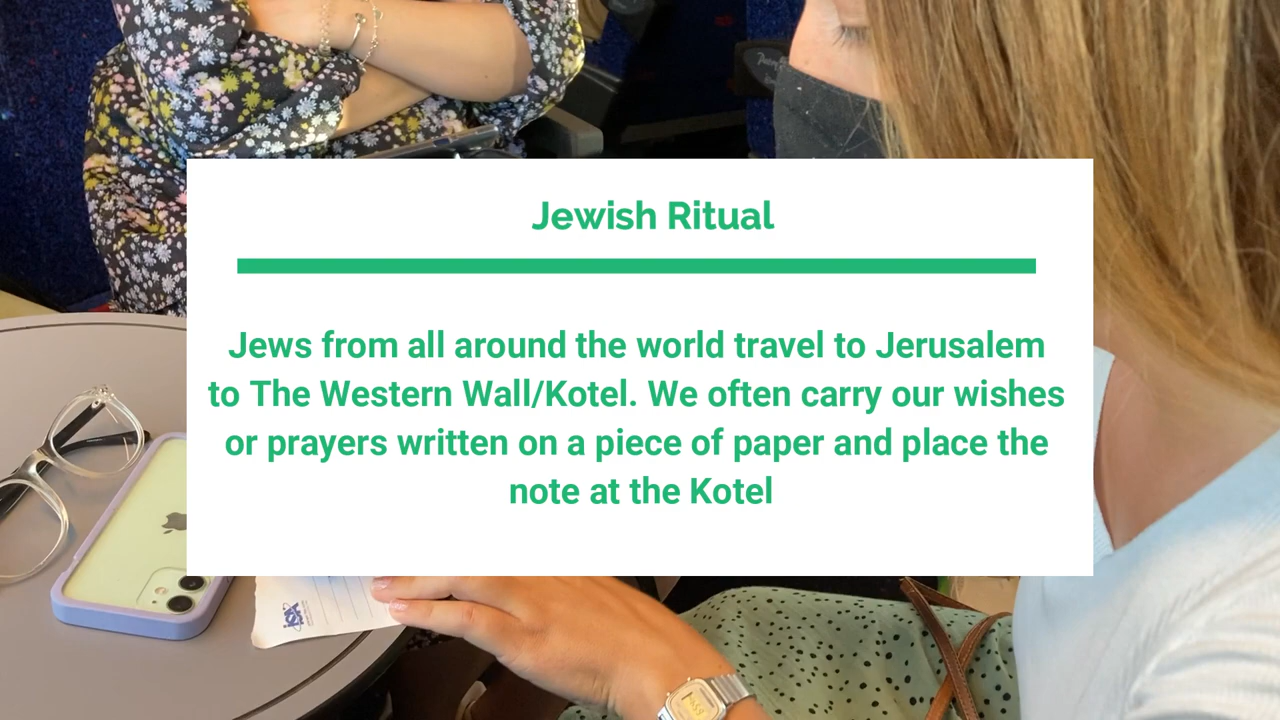 Jewish Ritual
Jews from all around the world travel to Jerusalem
to The Western Wall/Kotel. We often carry our wishes
or prayers written on a piece of paper and place the
note at the Kotel